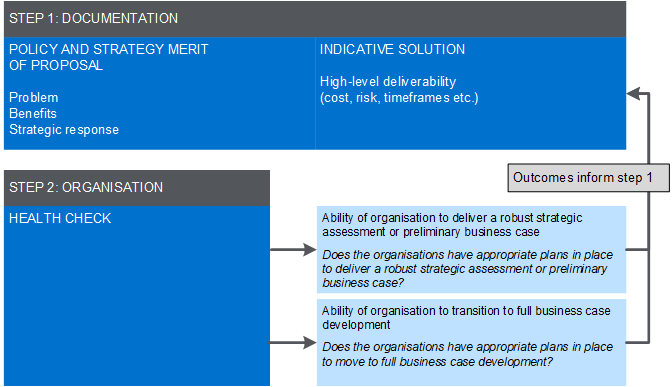 STEP 1: DOCUMENTATION
POLICY AND STRATEGY MERIT
OF PROPOSAL
Problem
Benefits
Strategic response
INDICATIVE SOLUTION
High-level deliverability
(cost, risk, timeframes etc.)
Outcomes inform step 1
STEP 2: ORGANISATION
HEALTH CHECK
Ability of organisation to deliver a robust strategic
assessment or preliminary business case
Does the organisations have appropriate plans in place
to deliver a robust strategic assessment or preliminary
business case?
Ability of organisation to transition to full business case
development
Does the organisations have appropriate plans in place
to move to full business case development?